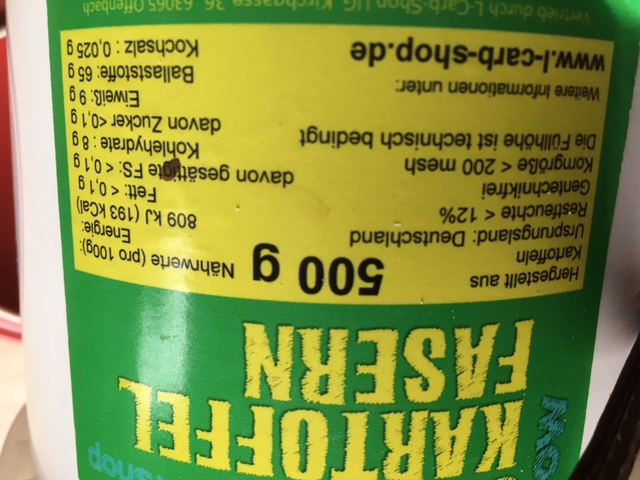 KARTOFFEL
FASERN
Hergestellt aus
Kartoffeln
Ursprungsland: Deutschland
Restfeuchte < 12%
Gentechnikfrei
Korngröße < 200 mesh
Die Füllhöhe ist technisch bedingt
Weitere Informationen unter:
www.l-carb-shop.de
500 g
Nährwerte (pro 100g):
Energie:
809 kJ (193 kCal)
Fett: < 0,1 g
davon gesättigte FS: < 0,1 g
Kohlehydrate : 8 g
davon Zucker <0,1 g
Eiweiß: 9 g
Ballaststoffe: 65 g
Kochsalz : 0,025 g
Vertrieb durch L-Carb-Shop UG, Kirchgasse 36, 63065 Offenbach